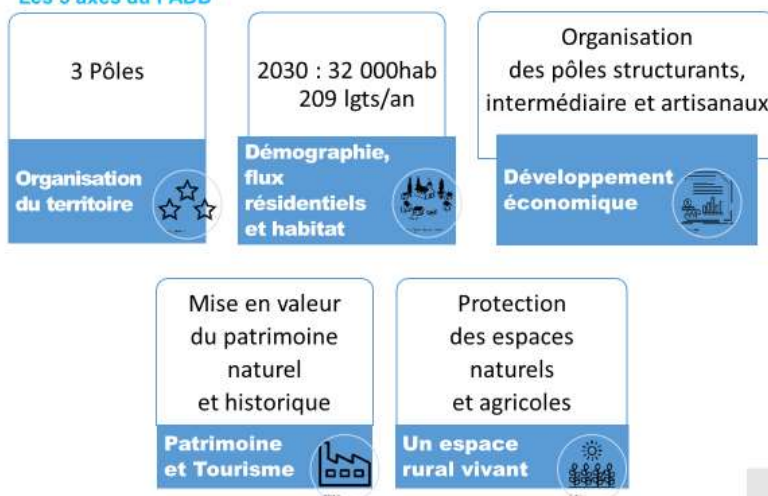 3 Pôles
Organisation
du territoire
2030 : 32 000hab
209 lgts/an
Démographie,
flux
résidentiels
et habitat
Organisation
des pôles structurants,
intermédiaire et artisanaux
Développement
économique
Mise en valeur
du patrimoine
naturel
et historique
Patrimoine
et Tourisme
Protection
des espaces
naturels
et agricoles
Un espace
rural vivant